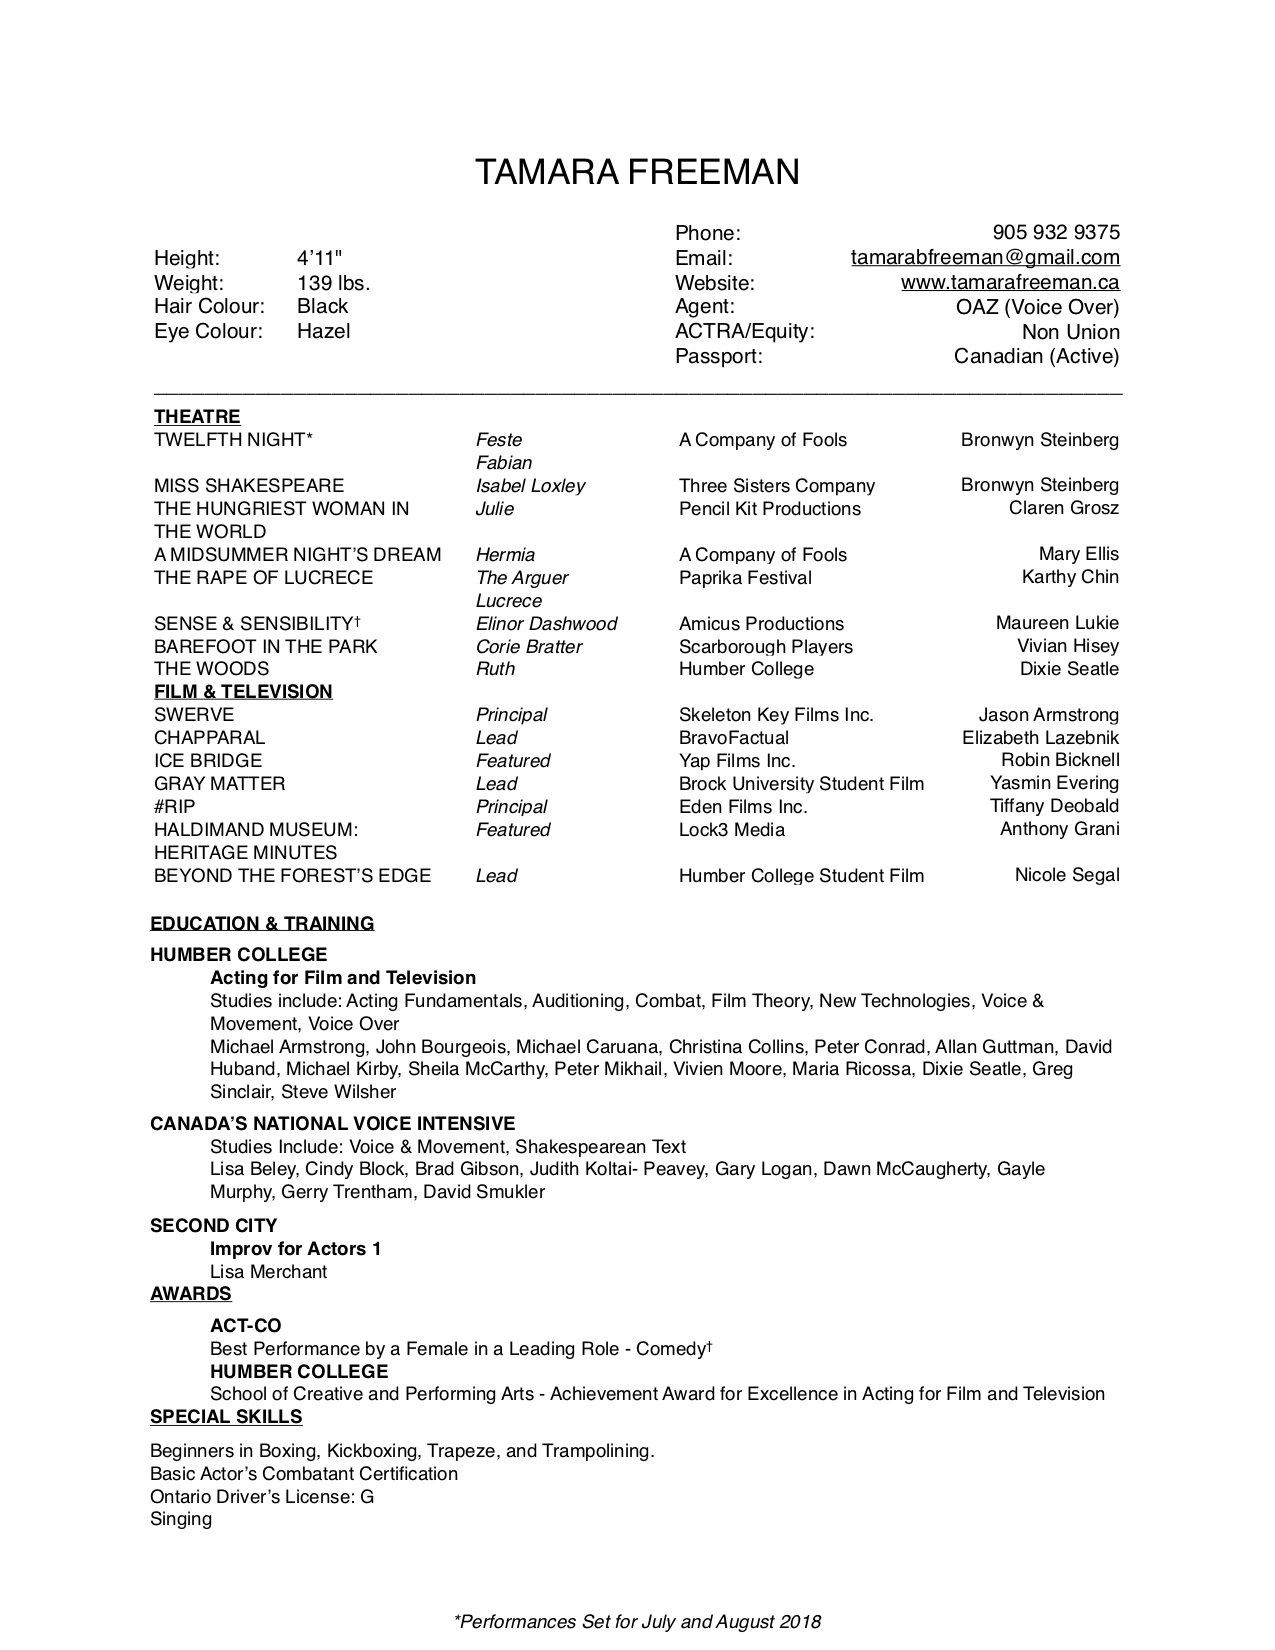 TAMARA FREEMAN
Phone: 905 932 9375
Height: 4’11" Email: tamarabfreeman@gmail.com
Weight: 139 lbs. Website: www.tamarafreeman.ca
Hair Colour: Black Agent: OAZ (Voice Over)
Eye Colour: Hazel ACTRA/Equity: Non Union
Passport: Canadian (Active)
THEATRE
TWELFTH NIGHT* Feste A Company of Fools Bronwyn Steinberg
Fabian
MISS SHAKESPEARE Isabel Loxley Three Sisters Company Bronwyn Steinberg
THE HUNGRIEST WOMAN IN Julie Pencil Kit Productions Claren Grosz
THE WORLD
A MIDSUMMER NIGHT’S DREAM Hermia A Company of Fools Mary Ellis
THE RAPE OF LUCRECE The Arguer Paprika Festival Karthy Chin
Lucrece
SENSE & SENSIBILITY† Elinor Dashwood Amicus Productions Maureen Lukie
BAREFOOT IN THE PARK Corie Bratter Scarborough Players Vivian Hisey
THE WOODS Ruth Humber College Dixie Seatle
FILM & TELEVISION
SWERVE Principal Skeleton Key Films Inc. Jason Armstrong
CHAPPARAL Lead BravoFactual Elizabeth Lazebnik
ICE BRIDGE Featured Yap Films Inc. Robin Bicknell
GRAY MATTER Lead Brock University Student Film Yasmin Evering
#RIP Principal Eden Films Inc. Tiffany Deobald
HALDIMAND MUSEUM: Featured Lock3 Media Anthony Grani
HERITAGE MINUTES
BEYOND THE FOREST’S EDGE Lead Humber College Student Film Nicole Segal
EDUCATION & TRAINING
HUMBER COLLEGE
Acting for Film and Television
Studies include: Acting Fundamentals, Auditioning, Combat, Film Theory, New Technologies, Voice &
Movement, Voice Over
Michael Armstrong, John Bourgeois, Michael Caruana, Christina Collins, Peter Conrad, Allan Guttman, David
Huband, Michael Kirby, Sheila McCarthy, Peter Mikhail, Vivien Moore, Maria Ricossa, Dixie Seatle, Greg
Sinclair, Steve Wilsher
CANADA’S NATIONAL VOICE INTENSIVE
Studies Include: Voice & Movement, Shakespearean Text
Lisa Beley, Cindy Block, Brad Gibson, Judith Koltai- Peavey, Gary Logan, Dawn McCaugherty, Gayle
Murphy, Gerry Trentham, David Smukler
SECOND CITY
Improv for Actors 1
Lisa Merchant
AWARDS
ACT-CO
Best Performance by a Female in a Leading Role - Comedy†
HUMBER COLLEGE
School of Creative and Performing Arts - Achievement Award for Excellence in Acting for Film and Television
SPECIAL SKILLS
Beginners in Boxing, Kickboxing, Trapeze, and Trampolining.
Basic Actor’s Combatant Certification
Ontario Driver’s License: G
Singing
*Performances Set for July and August 2018